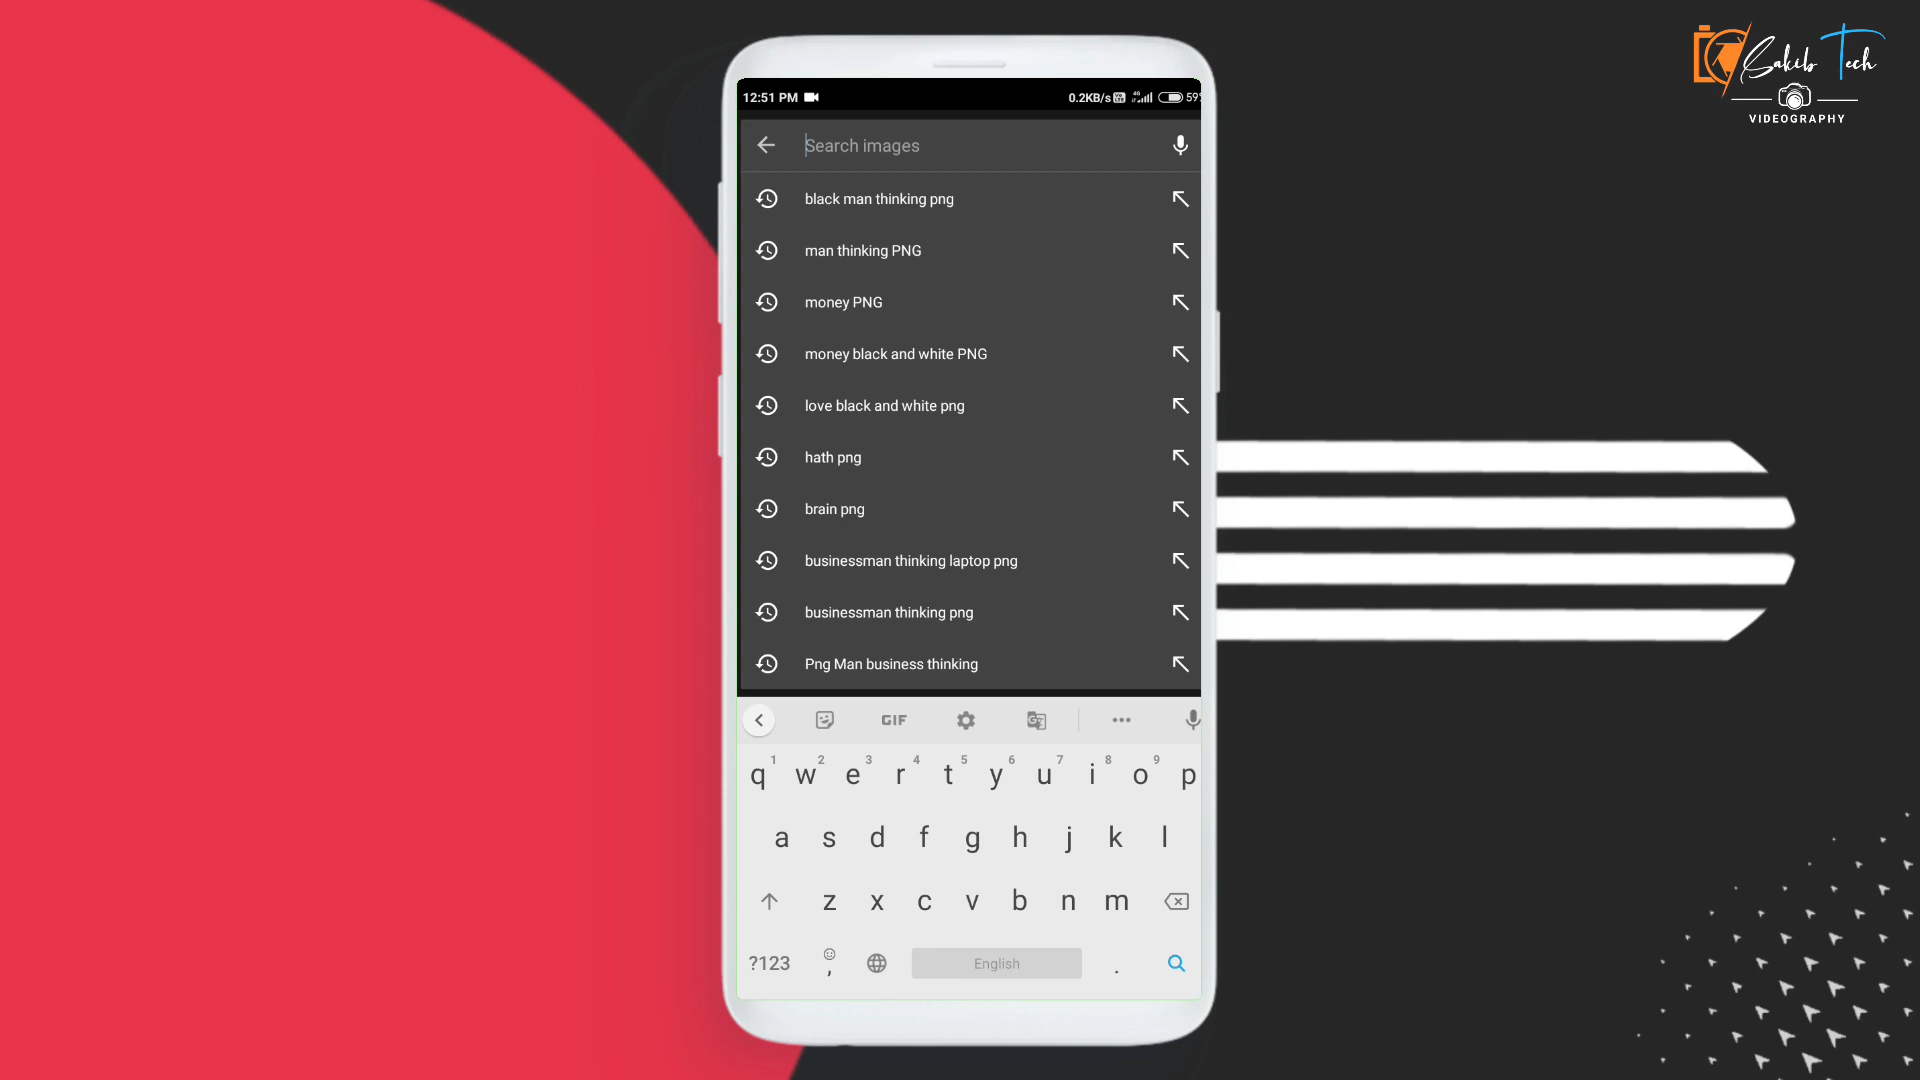 Sakib Tech
VIDEOGRAPHY
12:51 PM
0.2KB/s 4G 59%
Search images
black man thinking png
man thinking PNG
money PNG
money black and white PNG
love black and white png
hath png
brain png
businessman thinking laptop png
businessman thinking png
Png Man business thinking
GIF
q 1 w 2 e 3 r 4 t 5 y 6 u 7 i 8 o 9 p
a s d f g h j k l
z x c v b n m
?123 , English .